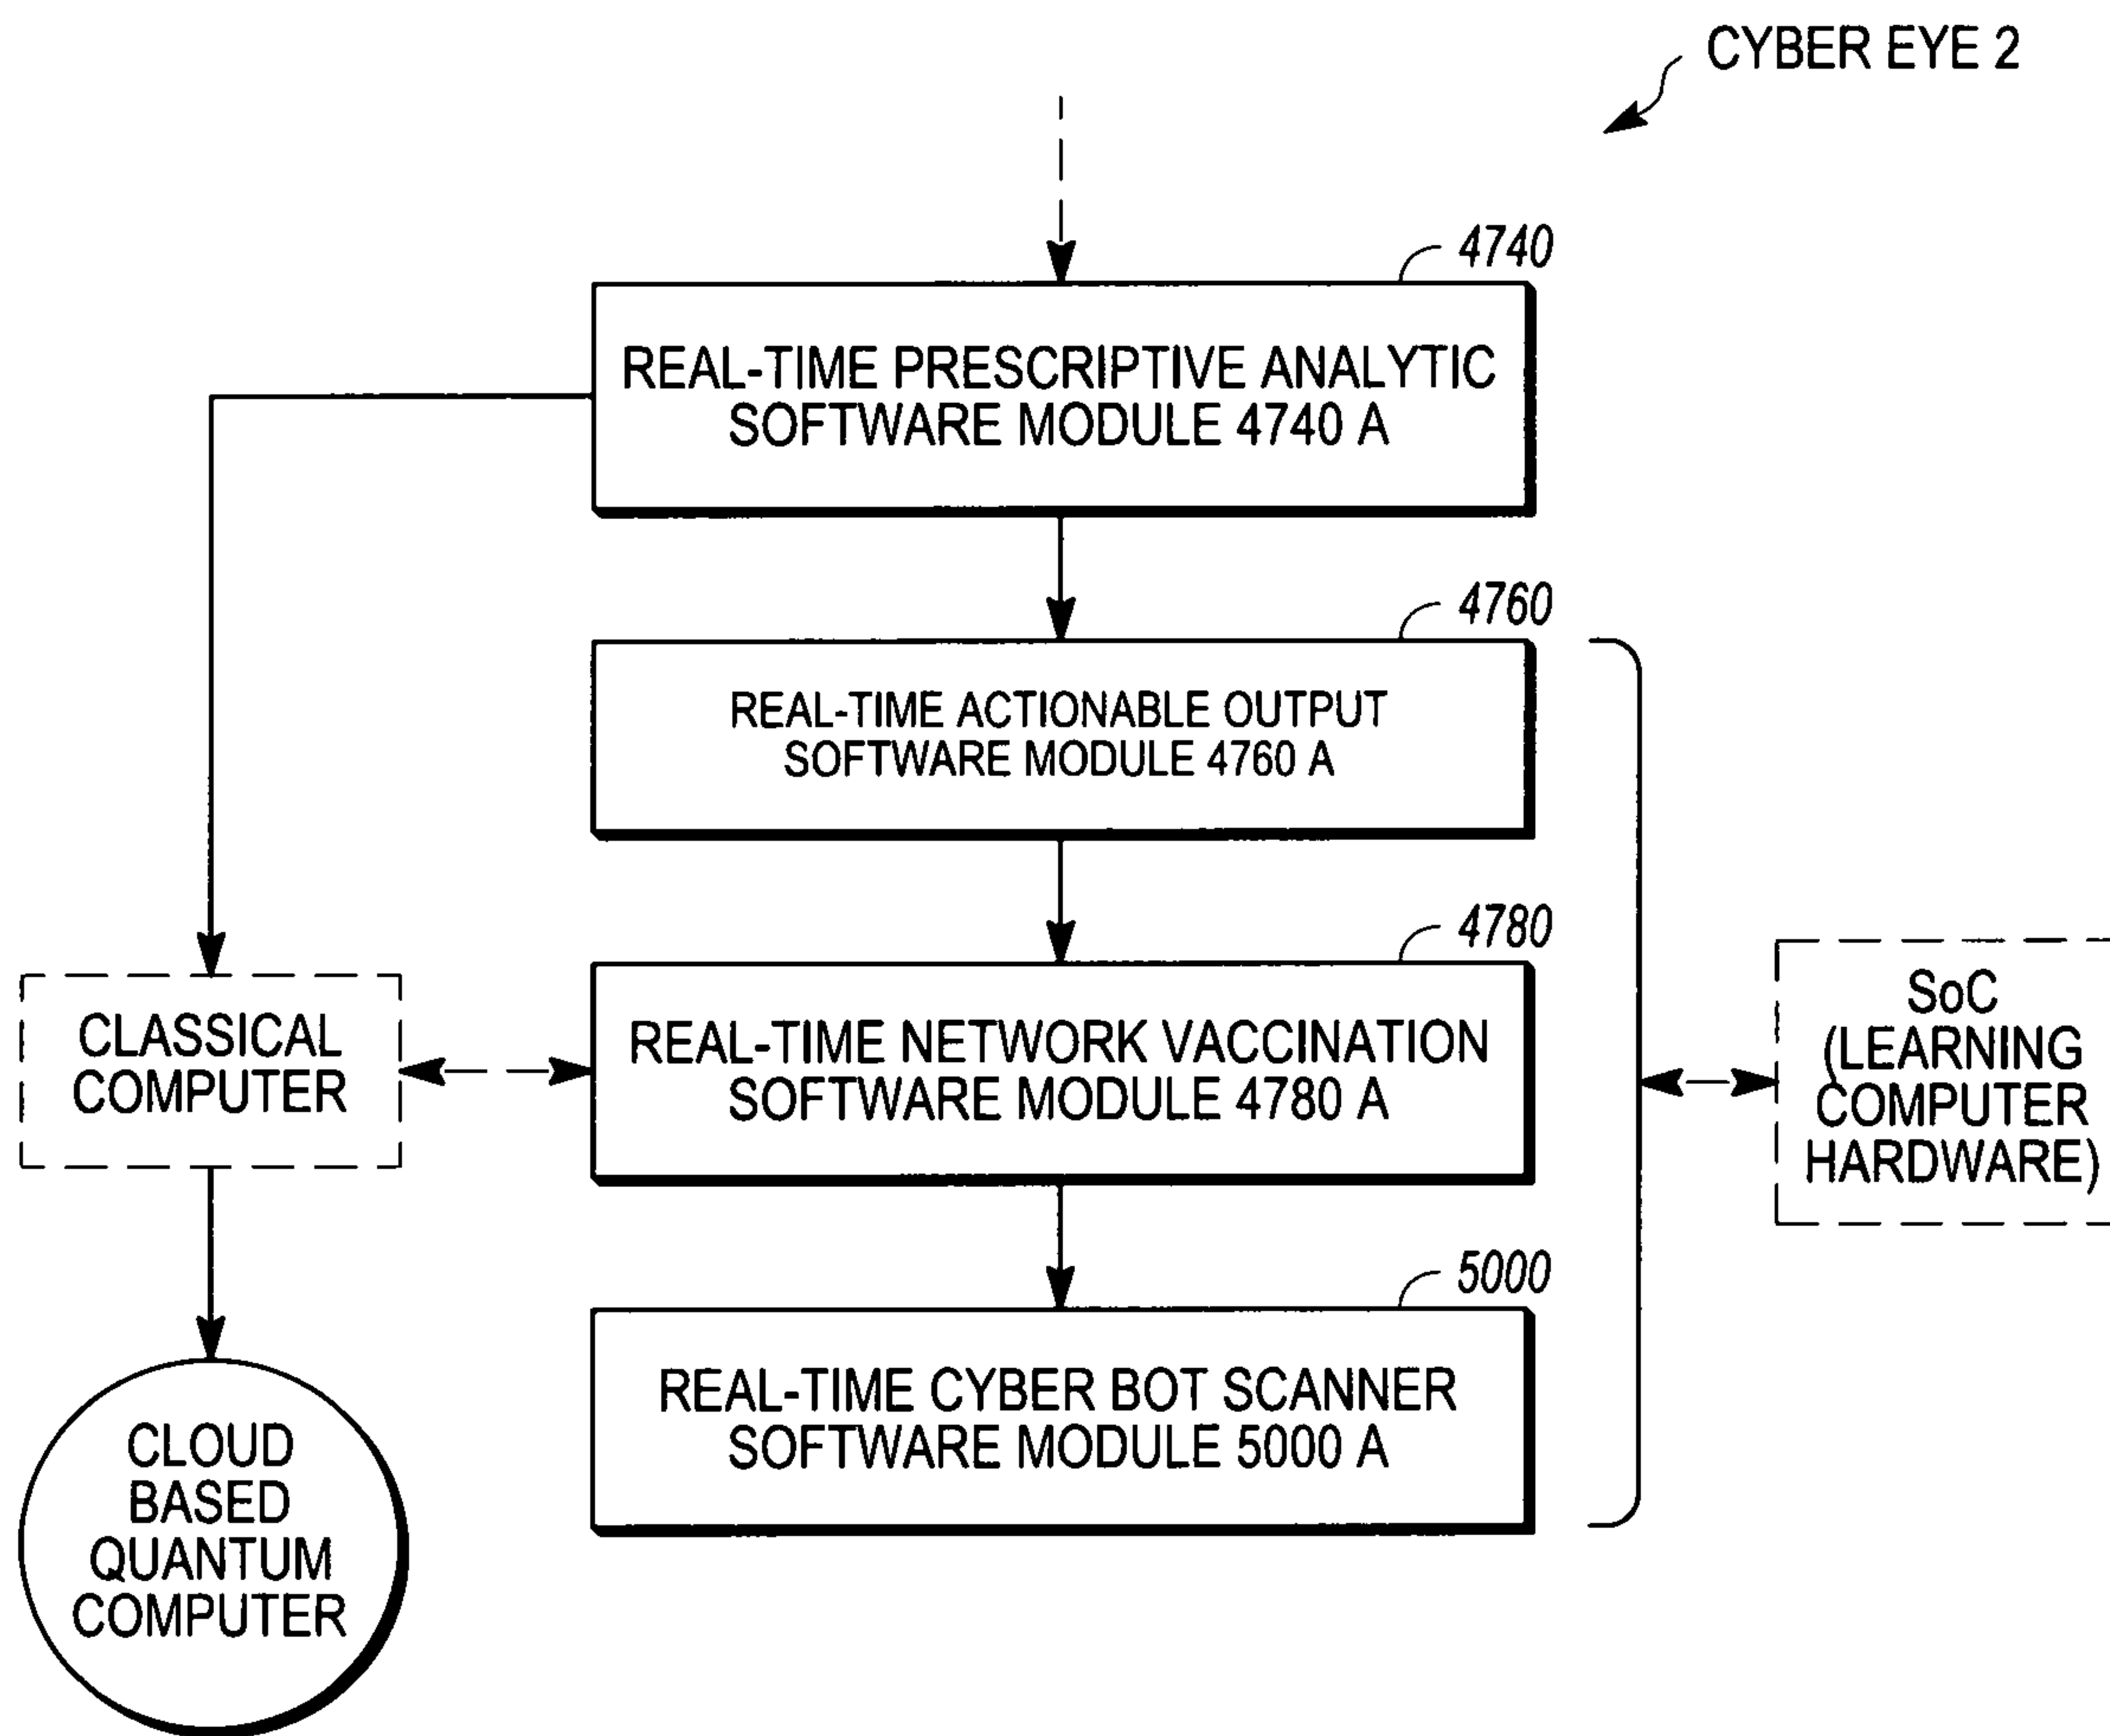 CYBER EYE 2
4740
REAL-TIME PRESCRIPTIVE ANALYTIC
SOFTWARE MODULE 4740 A
4760
REAL-TIME ACTIONABLE OUTPUT
SOFTWARE MODULE 4760 A
4780
REAL-TIME NETWORK VACCINATION
SOFTWARE MODULE 4780 A
CLASSICAL
COMPUTER
SoC
(LEARNING
COMPUTER
HARDWARE)
5000
REAL-TIME CYBER BOT SCANNER
SOFTWARE MODULE 5000 A
CLOUD
BASED
QUANTUM
COMPUTER